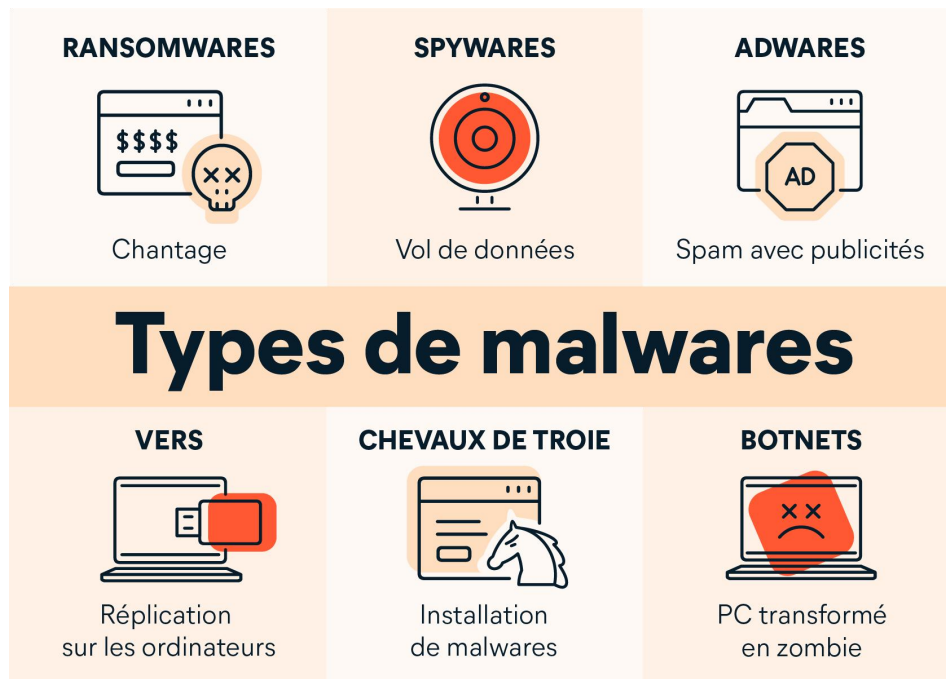 RANSOMWARES
$$$$
Chantage
SPYWARES
Vol de données
ADWARES
AD
Spam avec publicités
Types de malwares
VERS
Réplication
sur les ordinateurs
CHEVAUX DE TROIE
Installation
de malwares
BOTNETS
PC transformé
en zombie